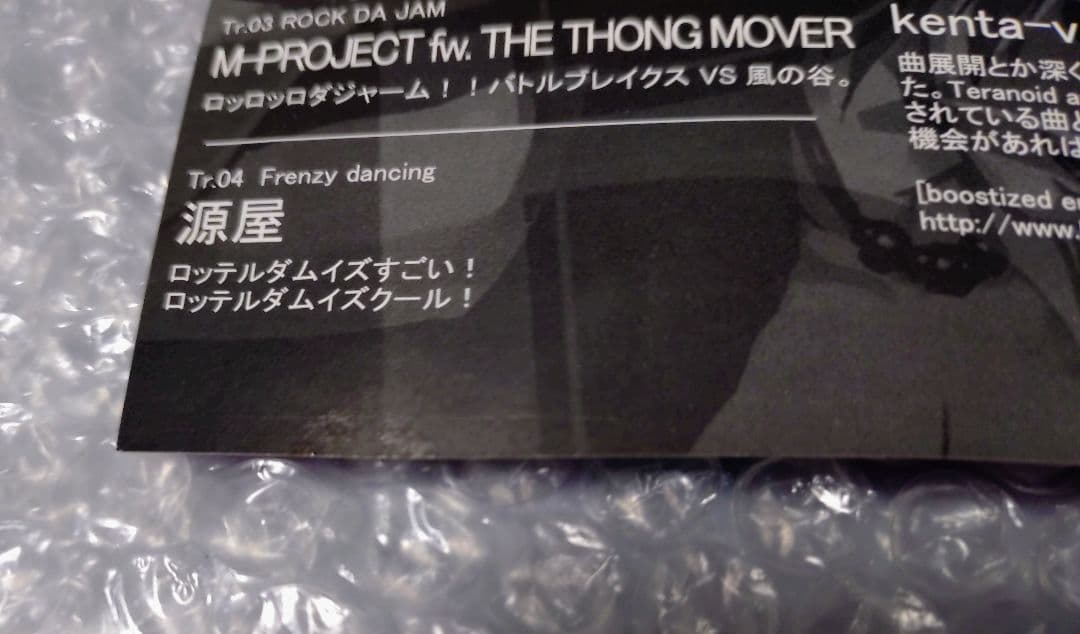 Tr.03 ROCK DA JAM
M-PROJECT fw. THE THONG MOVER
ロッロッロダジャーム！！バトルブレイクス VS 風の谷。
Tr.04 Frenzy dancing
源屋
ロッテルダムイズすごい！
ロッテルダムイズクール！
kenta-v
曲展開とか深く
た。Teranoid a
されている曲と
機会があれば
[boostized e
http://www.